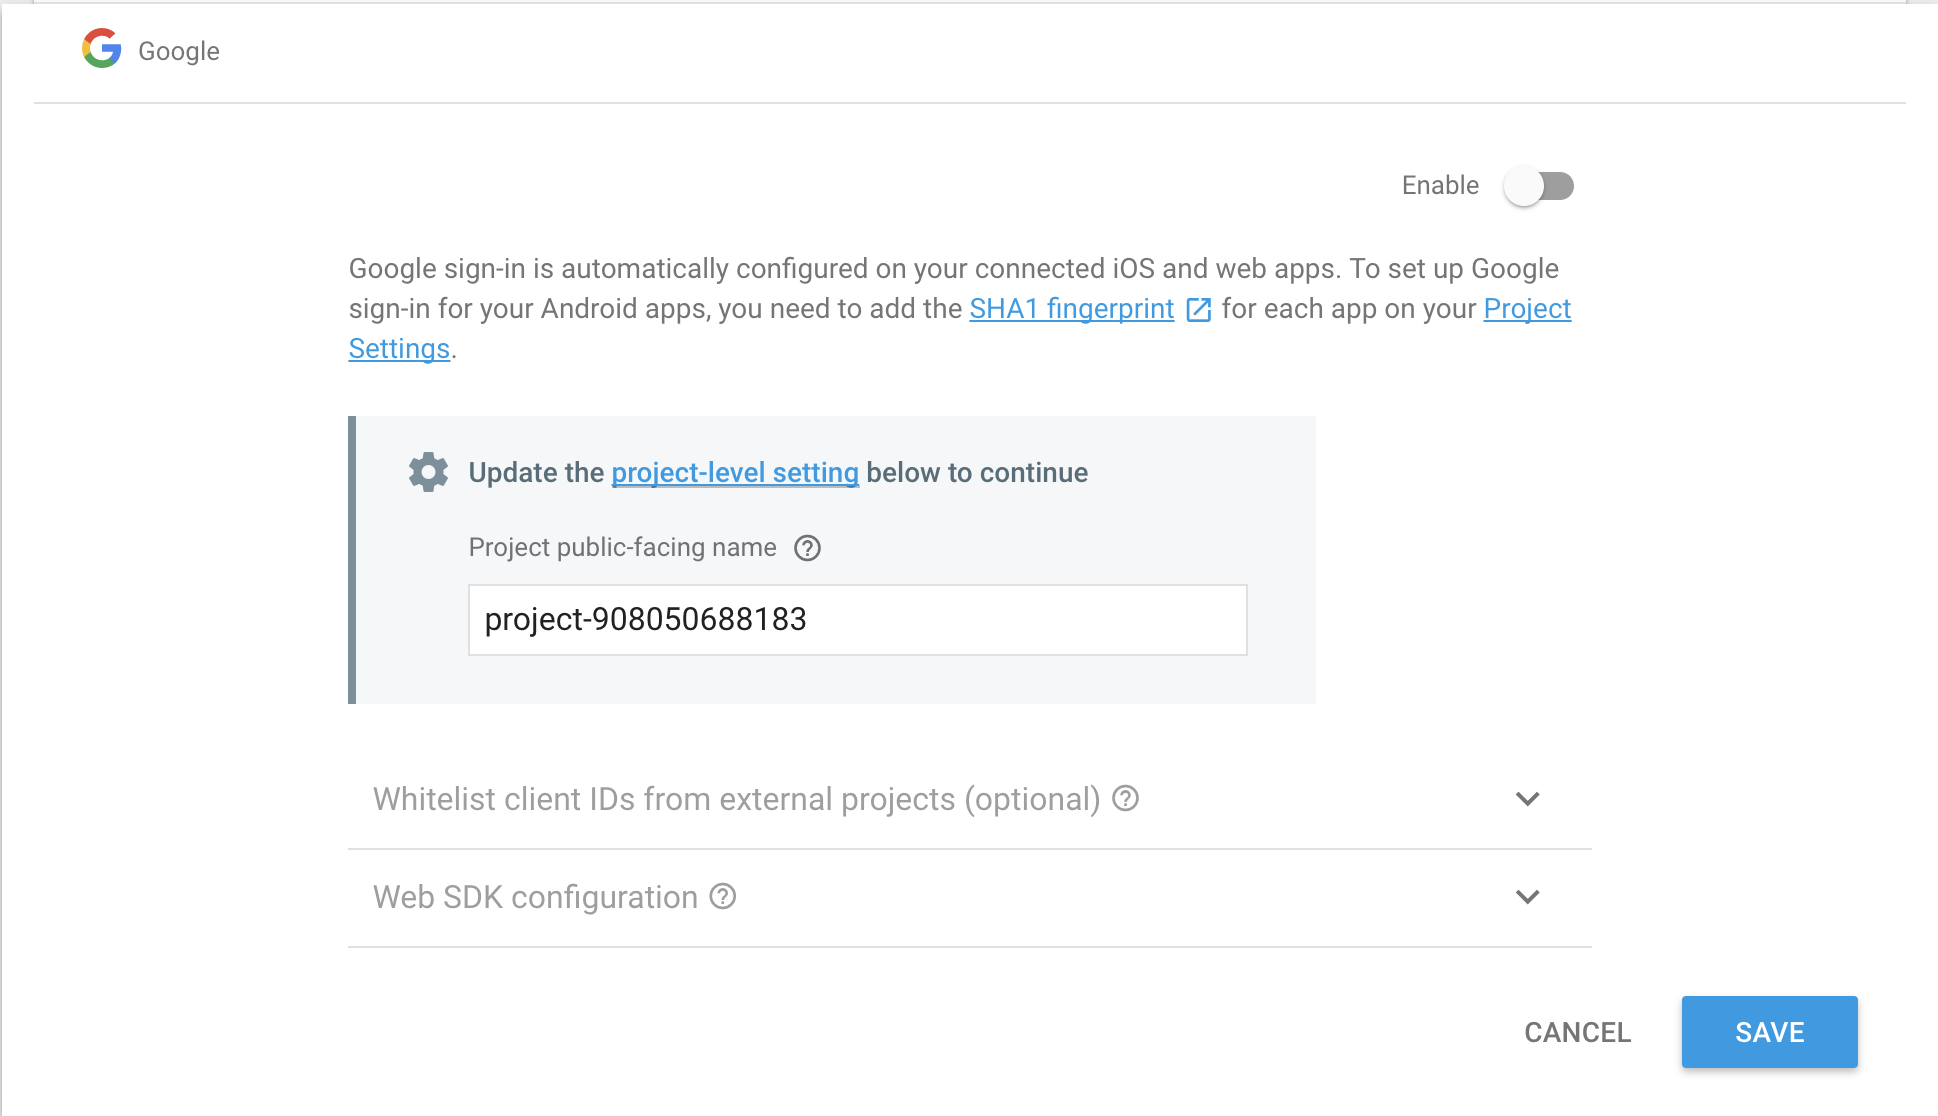 Google
Enable
Google sign-in is automatically configured on your connected iOS and web apps. To set up Google
sign-in for your Android apps, you need to add the SHA1 fingerprint for each app on your Project
Settings.
Update the project-level setting below to continue
Project public-facing name
project-908050688183
Whitelist client IDs from external projects (optional)
Web SDK configuration
CANCEL SAVE